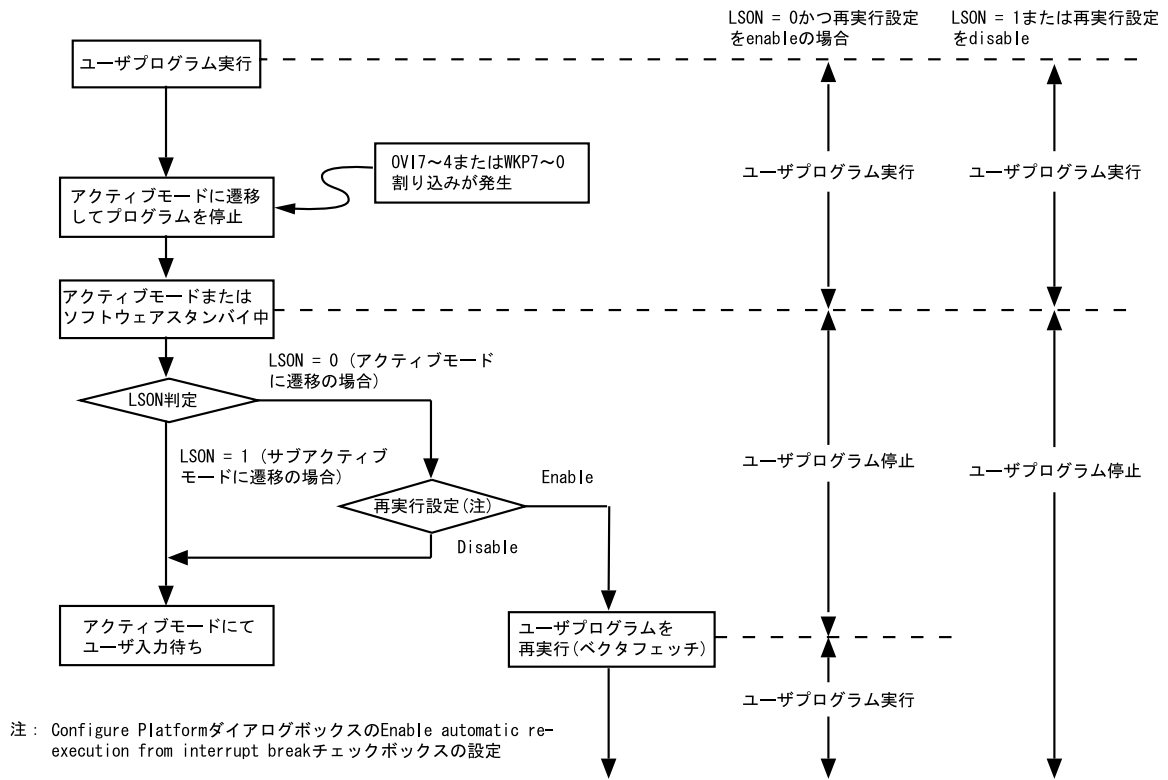 LSON = 0かつ再実行設定
をenableの場合
LSON = 1または再実行設定
をdisable
ユーザプログラム実行
OVI7～4またはWKP7～0
割り込みが発生
ユーザプログラム実行
ユーザプログラム実行
アクティブモードに遷移
してプログラムを停止
アクティブモードまたは
ソフトウェアスタンバイ中
LSON = 0 (アクティブモード
に遷移の場合)
LSON判定
LSON = 1 (サブアクティブ
モードに遷移の場合)
ユーザプログラム停止
ユーザプログラム停止
Enable
再実行設定(注)
Disable
アクティブモードにて
ユーザ入力待ち
ユーザプログラムを
再実行(ベクタフェッチ)
ユーザプログラム実行
注： Configure PlatformダイアログボックスのEnable automatic re-
execution from interrupt breakチェックボックスの設定